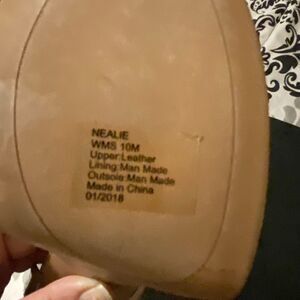 NEALIE
WMS 10M
Upper:Leather
Lining:Man Made
Outsole:Man Made
Made in China
01/2018